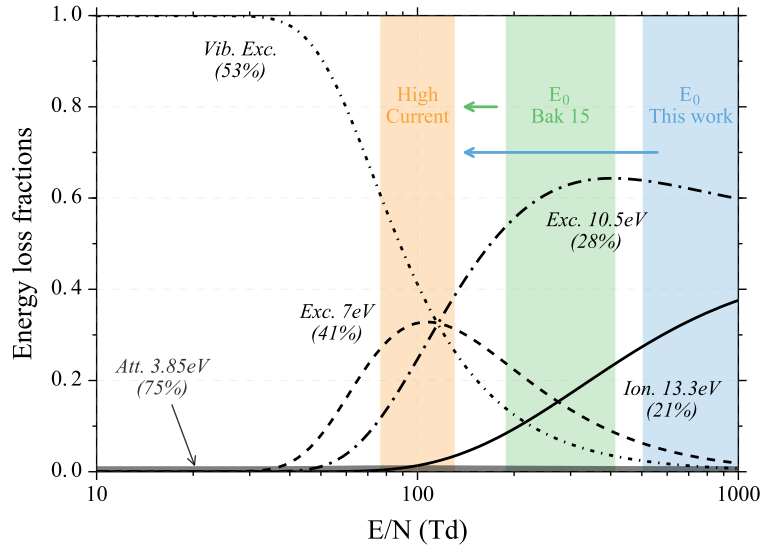 1.0
0.8
0.6
0.4
0.2
0.0
Energy loss fractions
Vib. Exc.
(53%)
High
Current
E0
Bak 15
E0
This work
Exc. 10.5eV
(28%)
Exc. 7eV
(41%)
Att. 3.85eV
(75%)
Ion. 13.3eV
(21%)
10
100
1000
E/N (Td)